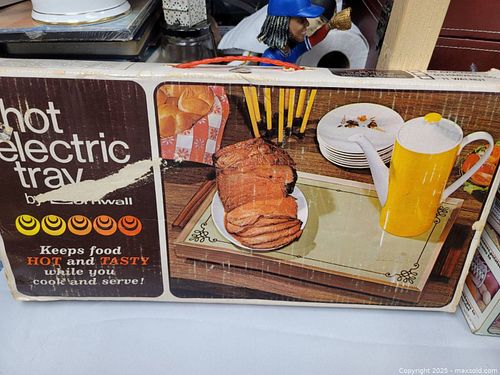 hot
electric
tray
by Cornwall
Keeps food
HOT and TASTY
while you
cook and serve!
Copyright 2025 - maxsold.com